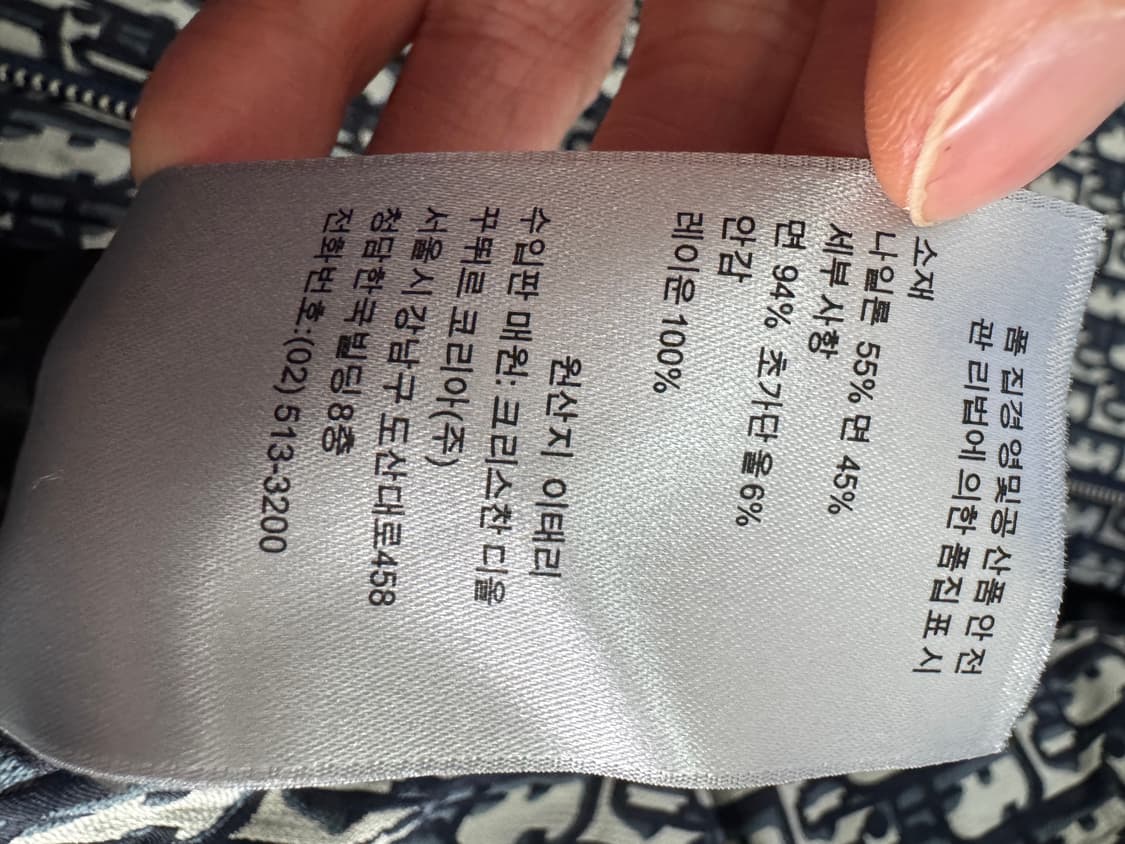 품 집경영및공 산품 안 전
관 리법에 의한 품집 표 시
소재
나일론 55% 면 45%
세부 사항
면 94% 초가단 울 6%
안감
레이온 100%
원산지 이태리
수입판 매원: 크리스찬 디올
꾸뛰르 코리아(주)
서울 시 강남구 도산대로458
청담한 국빌딩 8층
전화번호:(02) 513-3200